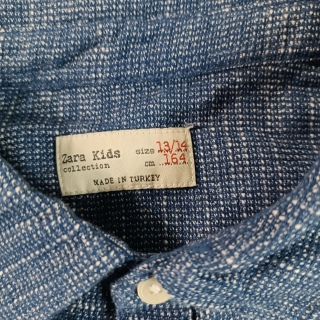 Zara Kids size 13/14
collection cm 164
MADE IN TURKEY